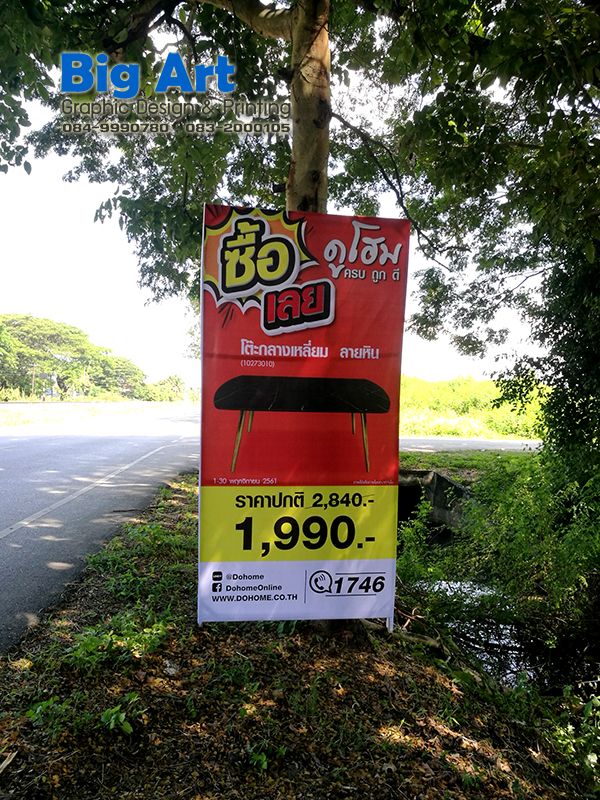 Big Art
Graphic Design & Printing
084-9990780 083-2000105
ซื้อ
เลย
ดูโฮม
ครบ ถูก ดี
โต๊ะกลางเหลี่ยม ลายหิน
(10273010)
1-30 พฤศจิกายน 2561
ราคาปกติ 2,840.-
1,990.-
@Dohome
DohomeOnline
WWW.DOHOME.CO.TH
1746